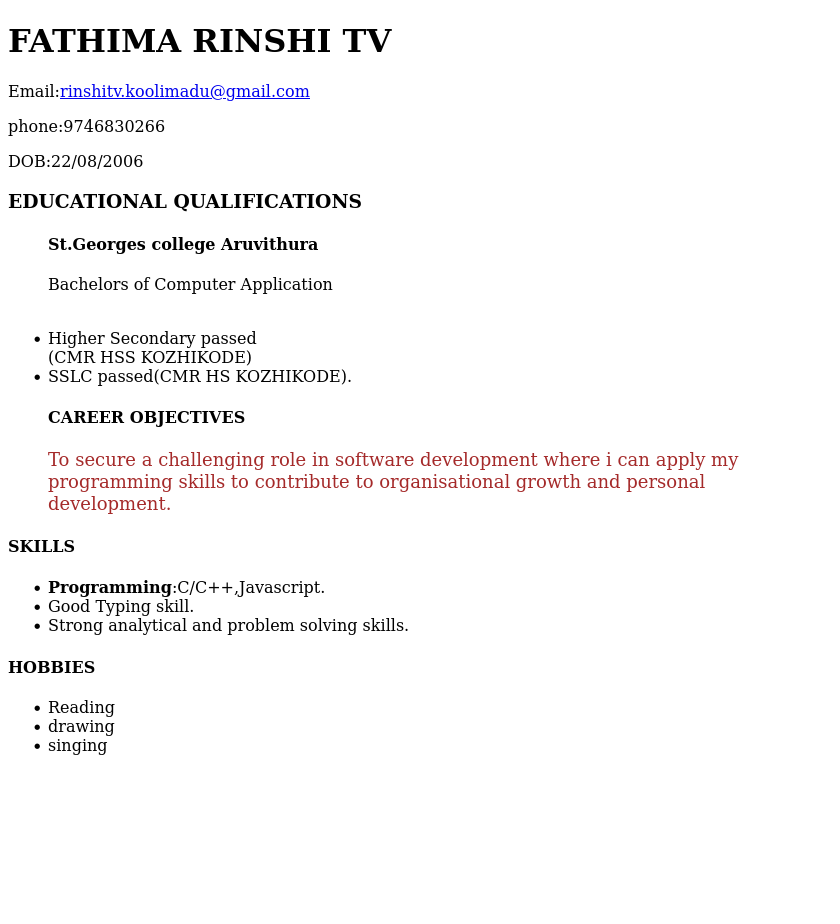 FATHIMA RINSHI TV
Email:rinshitv.koolimadu@gmail.com
phone:9746830266
DOB:22/08/2006
EDUCATIONAL QUALIFICATIONS
St.Georges college Aruvithura
Bachelors of Computer Application
• Higher Secondary passed
(CMR HSS KOZHIKODE)
• SSLC passed(CMR HS KOZHIKODE).
CAREER OBJECTIVES
To secure a challenging role in software development where i can apply my
programming skills to contribute to organisational growth and personal
development.
SKILLS
• Programming:C/C++,Javascript.
• Good Typing skill.
• Strong analytical and problem solving skills.
HOBBIES
• Reading
• drawing
• singing